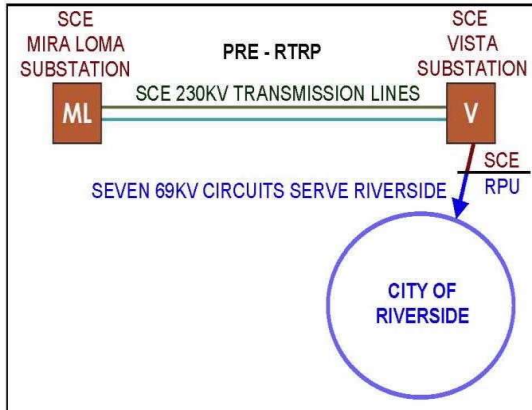 SCE
MIRA LOMA
SUBSTATION
PRE - RTRP
SCE
VISTA
SUBSTATION
SCE 230KV TRANSMISSION LINES
ML
V
SCE
RPU
SEVEN 69KV CIRCUITS SERVE RIVERSIDE
CITY OF
RIVERSIDE